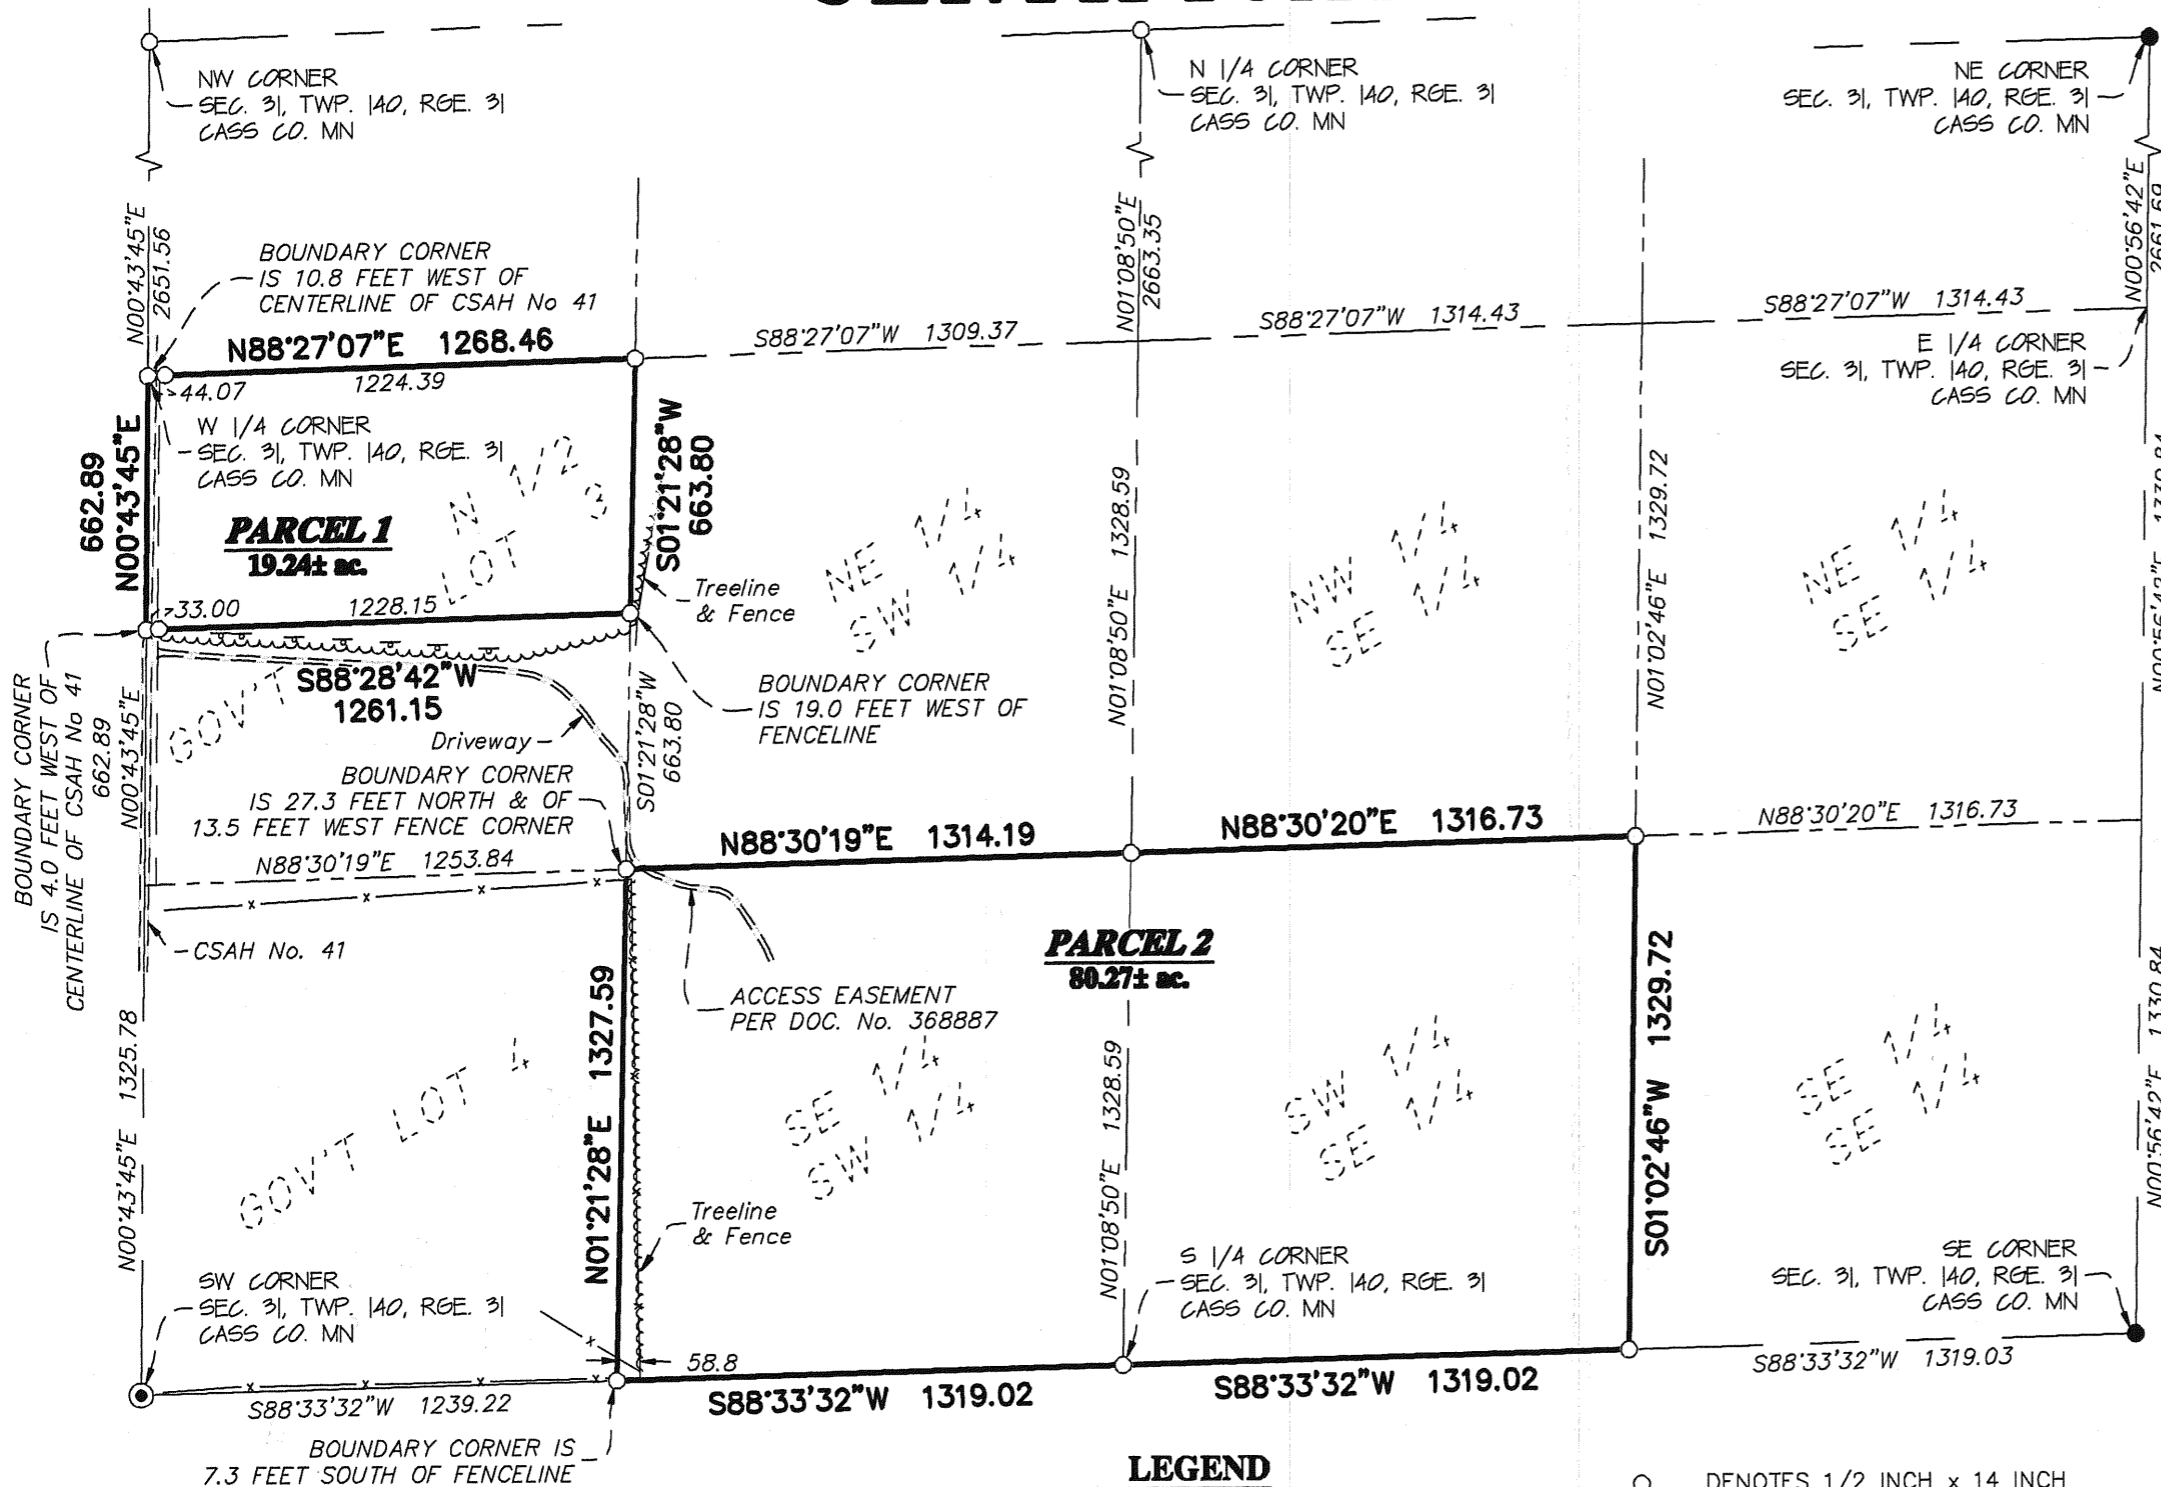 NW CORNER
SEC. 31, TWP. 140, RGE. 31
CASS CO. MN
N 1/4 CORNER
SEC. 31, TWP. 140, RGE. 31
CASS CO. MN
NE CORNER
SEC. 31, TWP. 140, RGE. 31
CASS CO. MN
N00°43'45"E
2651.56
N01°08'50"E
2663.35
N00°56'42"E
2661.69
BOUNDARY CORNER
IS 10.8 FEET WEST OF
CENTERLINE OF CSAH No 41
N88°27'07"E 1268.46
1224.39
44.07
S88°27'07"W 1309.37
S88°27'07"W 1314.43
S88°27'07"W 1314.43
E 1/4 CORNER
SEC. 31, TWP. 140, RGE. 31
CASS CO. MN
W 1/4 CORNER
SEC. 31, TWP. 140, RGE. 31
CASS CO. MN
662.89
N00°43'45"E
PARCEL 1
19.24± ac.
N 1/2
LOT 3
GOV'T
S01°21'28"W
663.80
Treeline
& Fence
33.00
1228.15
S88°28'42"W
1261.15
NE 1/4
SW 1/4
N01°08'50"E 1328.59
NW 1/4
SE 1/4
N01°02'46"E 1329.72
NE 1/4
SE 1/4
N00°56'42"E 1330.84
BOUNDARY CORNER
IS 4.0 FEET WEST OF
CENTERLINE OF CSAH No 41
662.89
N00°43'45"E
Driveway
S01°21'28"W
663.80
BOUNDARY CORNER
IS 19.0 FEET WEST OF
FENCELINE
BOUNDARY CORNER
IS 27.3 FEET NORTH & OF
13.5 FEET WEST FENCE CORNER
N88°30'19"E 1253.84
N88°30'19"E 1314.19
N88°30'20"E 1316.73
N88°30'20"E 1316.73
CSAH No. 41
PARCEL 2
80.27± ac.
ACCESS EASEMENT
PER DOC. No. 368887
N00°43'45"E 1325.78
GOV'T LOT 4
N01°21'28"E 1327.59
SE 1/4
SW 1/4
N01°08'50"E 1328.59
SW 1/4
SE 1/4
S01°02'46"W 1329.72
SE 1/4
SE 1/4
N00°56'42"E 1330.84
Treeline
& Fence
SW CORNER
SEC. 31, TWP. 140, RGE. 31
CASS CO. MN
S 1/4 CORNER
SEC. 31, TWP. 140, RGE. 31
CASS CO. MN
SE CORNER
SEC. 31, TWP. 140, RGE. 31
CASS CO. MN
58.8
S88°33'32"W 1239.22
S88°33'32"W 1319.02
S88°33'32"W 1319.02
S88°33'32"W 1319.03
BOUNDARY CORNER IS
7.3 FEET SOUTH OF FENCELINE
LEGEND
DENOTES 1/2 INCH x 14 INCH